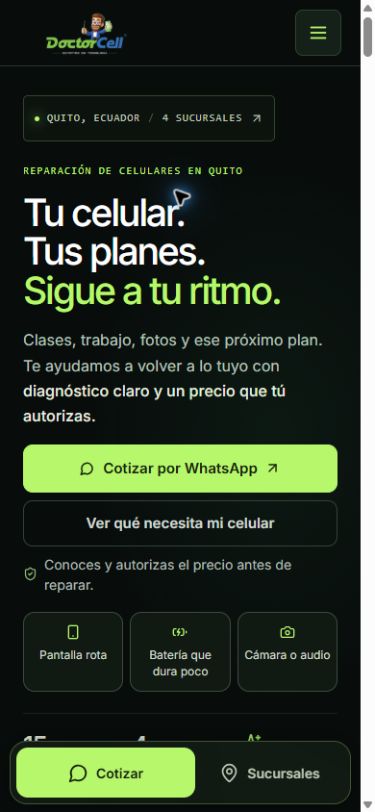 DoctorCell
QUITO, ECUADOR / 4 SUCURSALES
REPARACIÓN DE CELULARES EN QUITO
Tu celular.
Tus planes.
Sigue a tu ritmo.
Clases, trabajo, fotos y ese próximo plan.
Te ayudamos a volver a lo tuyo con
diagnóstico claro y un precio que tú
autorizas.
Cotizar por WhatsApp
Ver qué necesita mi celular
Conoces y autorizas el precio antes de
reparar.
Pantalla rota
Batería que
dura poco
Cámara o audio
Cotizar
Sucursales